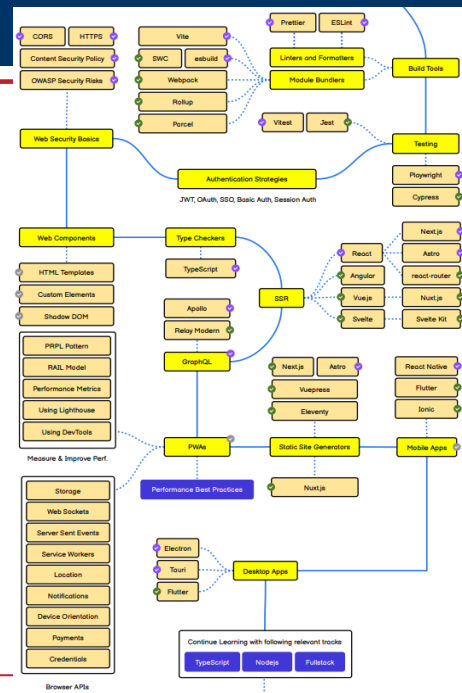 Prettier ESLint
CORS HTTPS
Content Security Policy
OWASP Security Risks
Vite
SWC esbuild
Webpack
Rollup
Parcel
Linters and Formatters
Module Bundlers
Build Tools
Vitest Jest
Testing
Playwright
Cypress
Web Security Basics
Authentication Strategies
JWT, OAuth, SSO, Basic Auth, Session Auth
Web Components
HTML Templates
Custom Elements
Shadow DOM
Type Checkers
TypeScript
SSR
React
Angular
Vue.js
Svelte
Next.js
Astro
react-router
Nuxt.js
Svelte Kit
Apollo
Relay Modern
GraphQL
PRPL Pattern
RAIL Model
Performance Metrics
Using Lighthouse
Using DevTools
Measure & Improve Perf.
Next.js Astro
Vuepress
Eleventy
React Native
Flutter
Ionic
PWAs
Static Site Generators
Mobile Apps
Performance Best Practices
Nuxt.js
Storage
Web Sockets
Server Sent Events
Service Workers
Location
Notifications
Device Orientation
Payments
Credentials
Browser APIs
Electron
Tauri
Flutter
Desktop Apps
Continue Learning with following relevant tracks
TypeScript Nodejs Fullstack